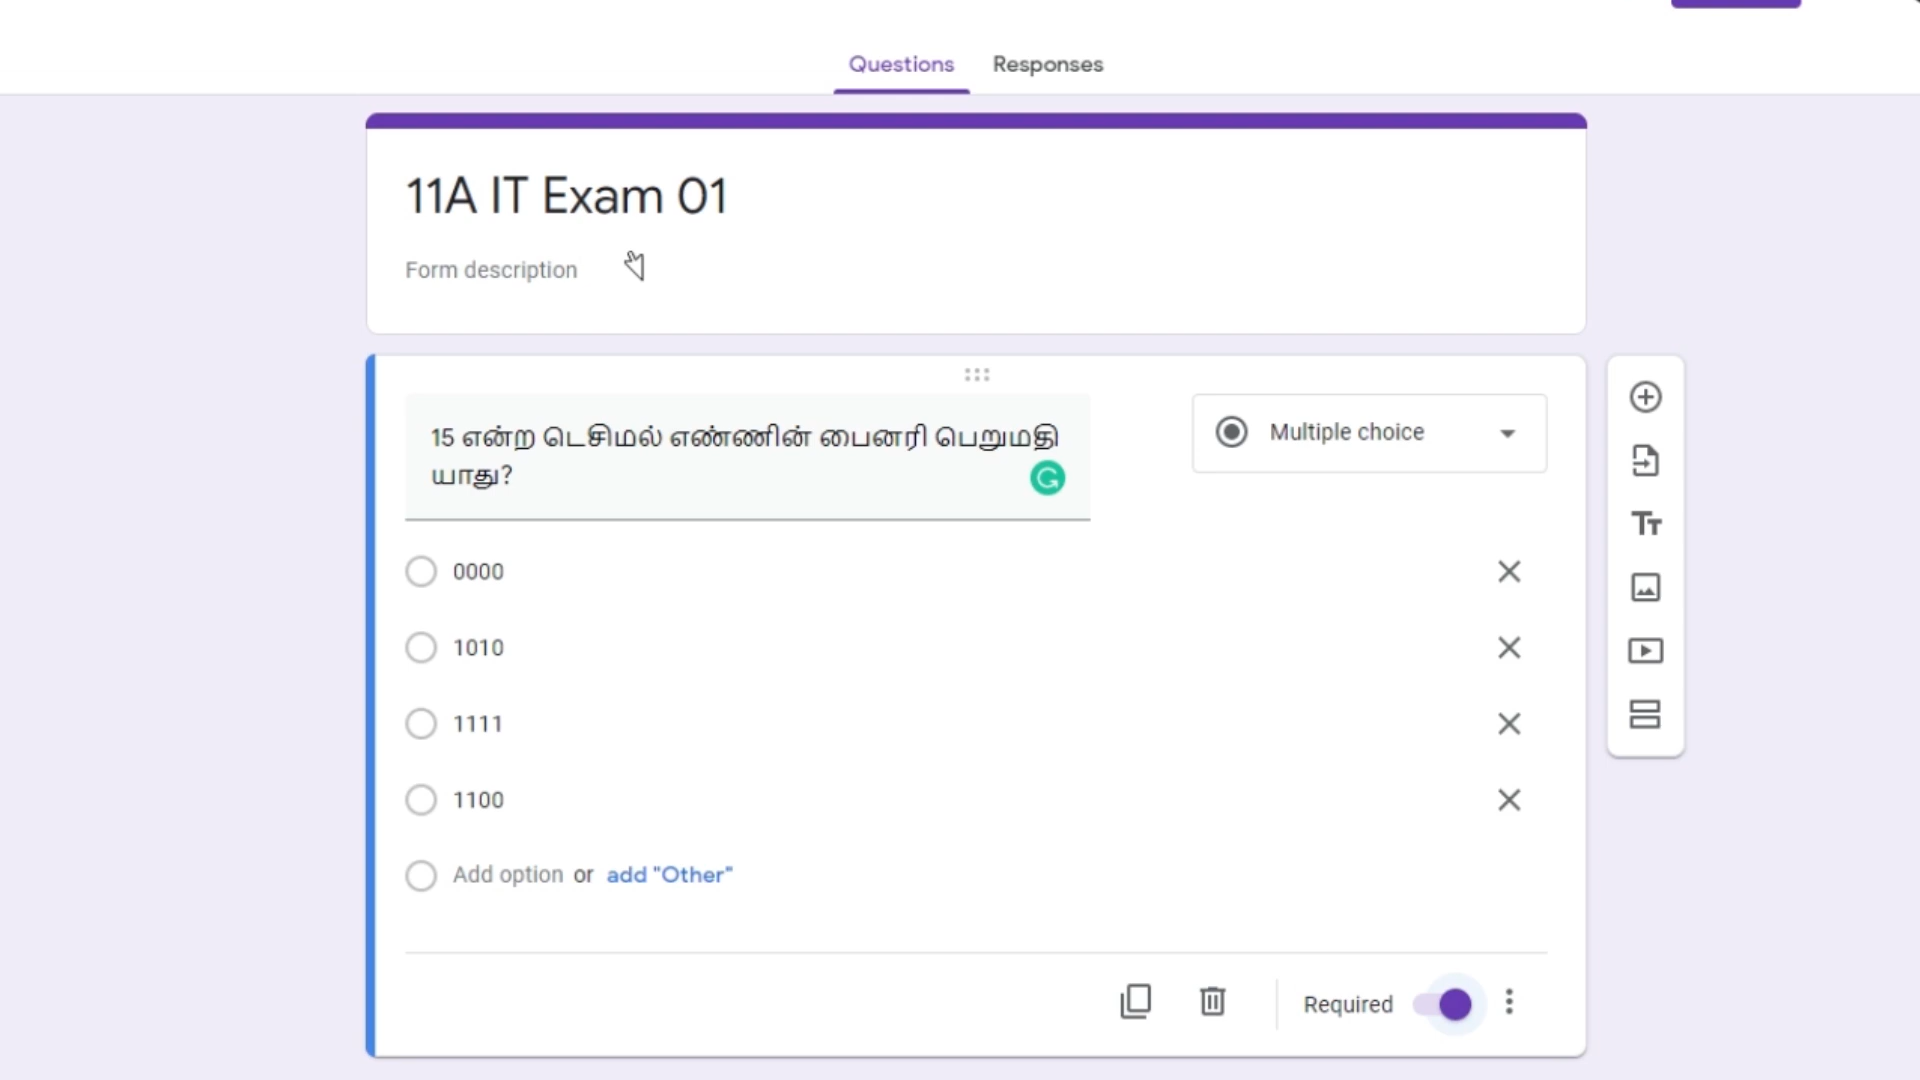 Questions Responses
11A IT Exam 01
Form description
15 என்ற டெசிமல் எண்ணின் பைனரி பெறுமதி
யாது?
Multiple choice
0000
1010
1111
1100
Add option or add "Other"
Required